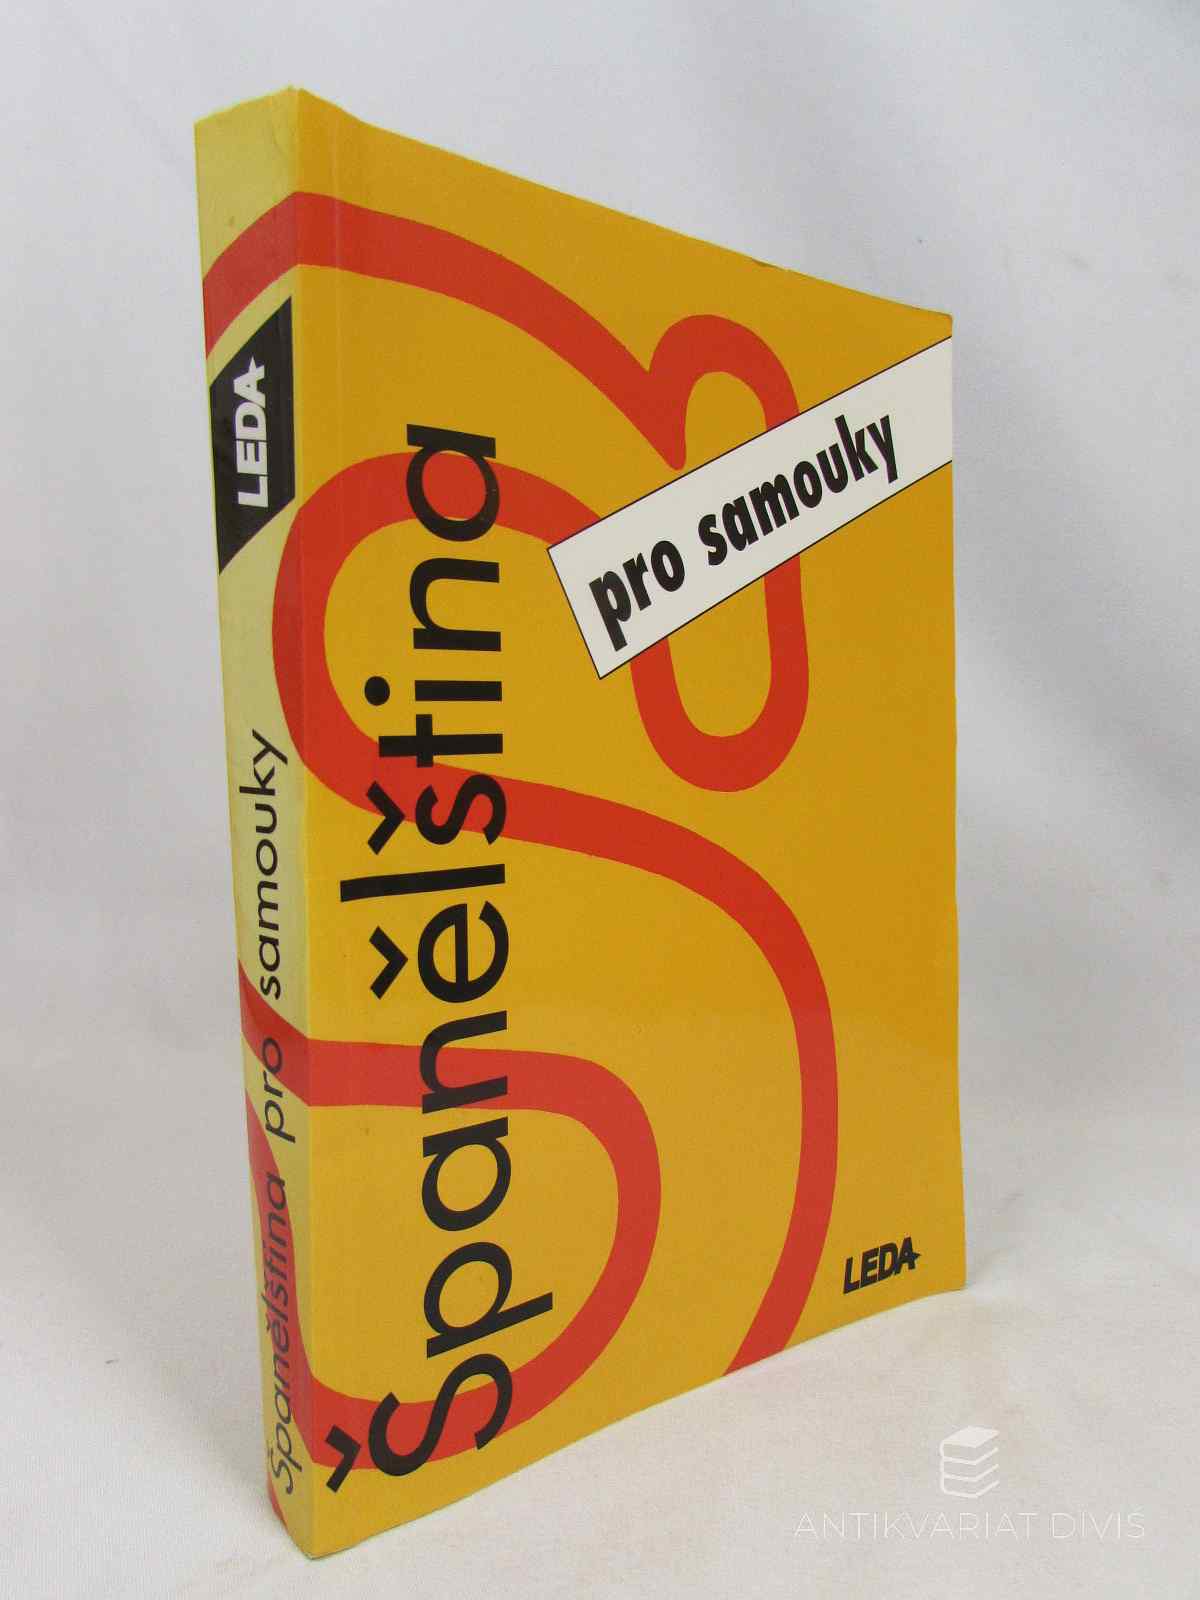 Španělština
pro samouky
LEDA
LEDA
Španělština pro samouky
ANTIKVARIAT DIVIS